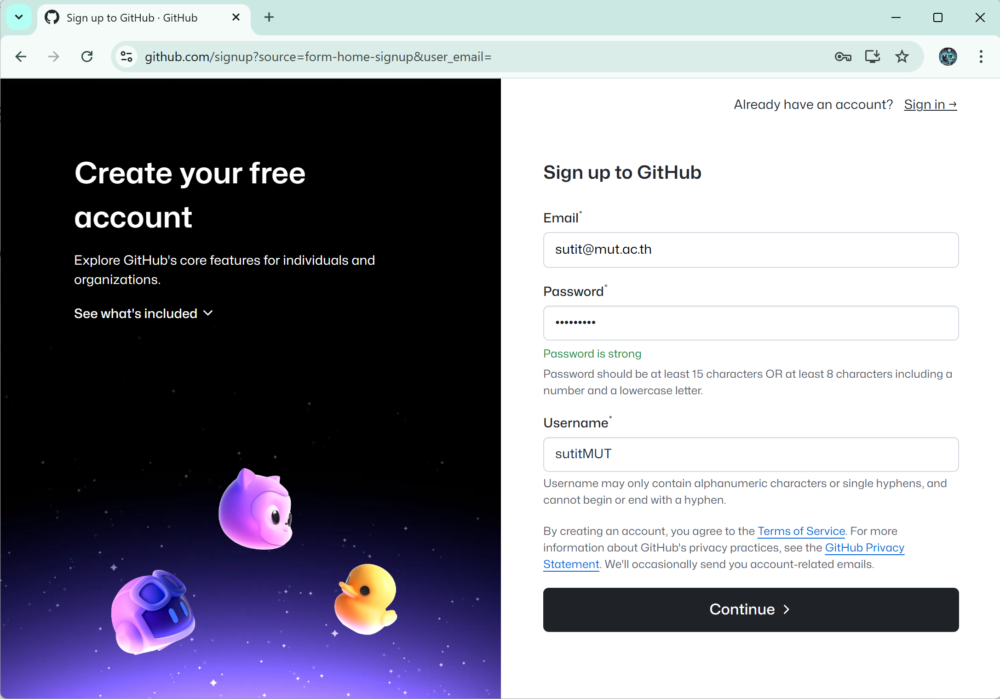 Sign up to GitHub · GitHub
github.com/signup?source=form-home-signup&user_email=
Create your free
account
Explore GitHub's core features for individuals and
organizations.
See what's included
Already have an account? Sign in →
Sign up to GitHub
Email*
sutit@mut.ac.th
Password*
•••••••••
Password is strong
Password should be at least 15 characters OR at least 8 characters including a
number and a lowercase letter.
Username*
sutitMUT
Username may only contain alphanumeric characters or single hyphens, and
cannot begin or end with a hyphen.
By creating an account, you agree to the Terms of Service. For more
information about GitHub's privacy practices, see the GitHub Privacy
Statement. We'll occasionally send you account-related emails.
Continue >